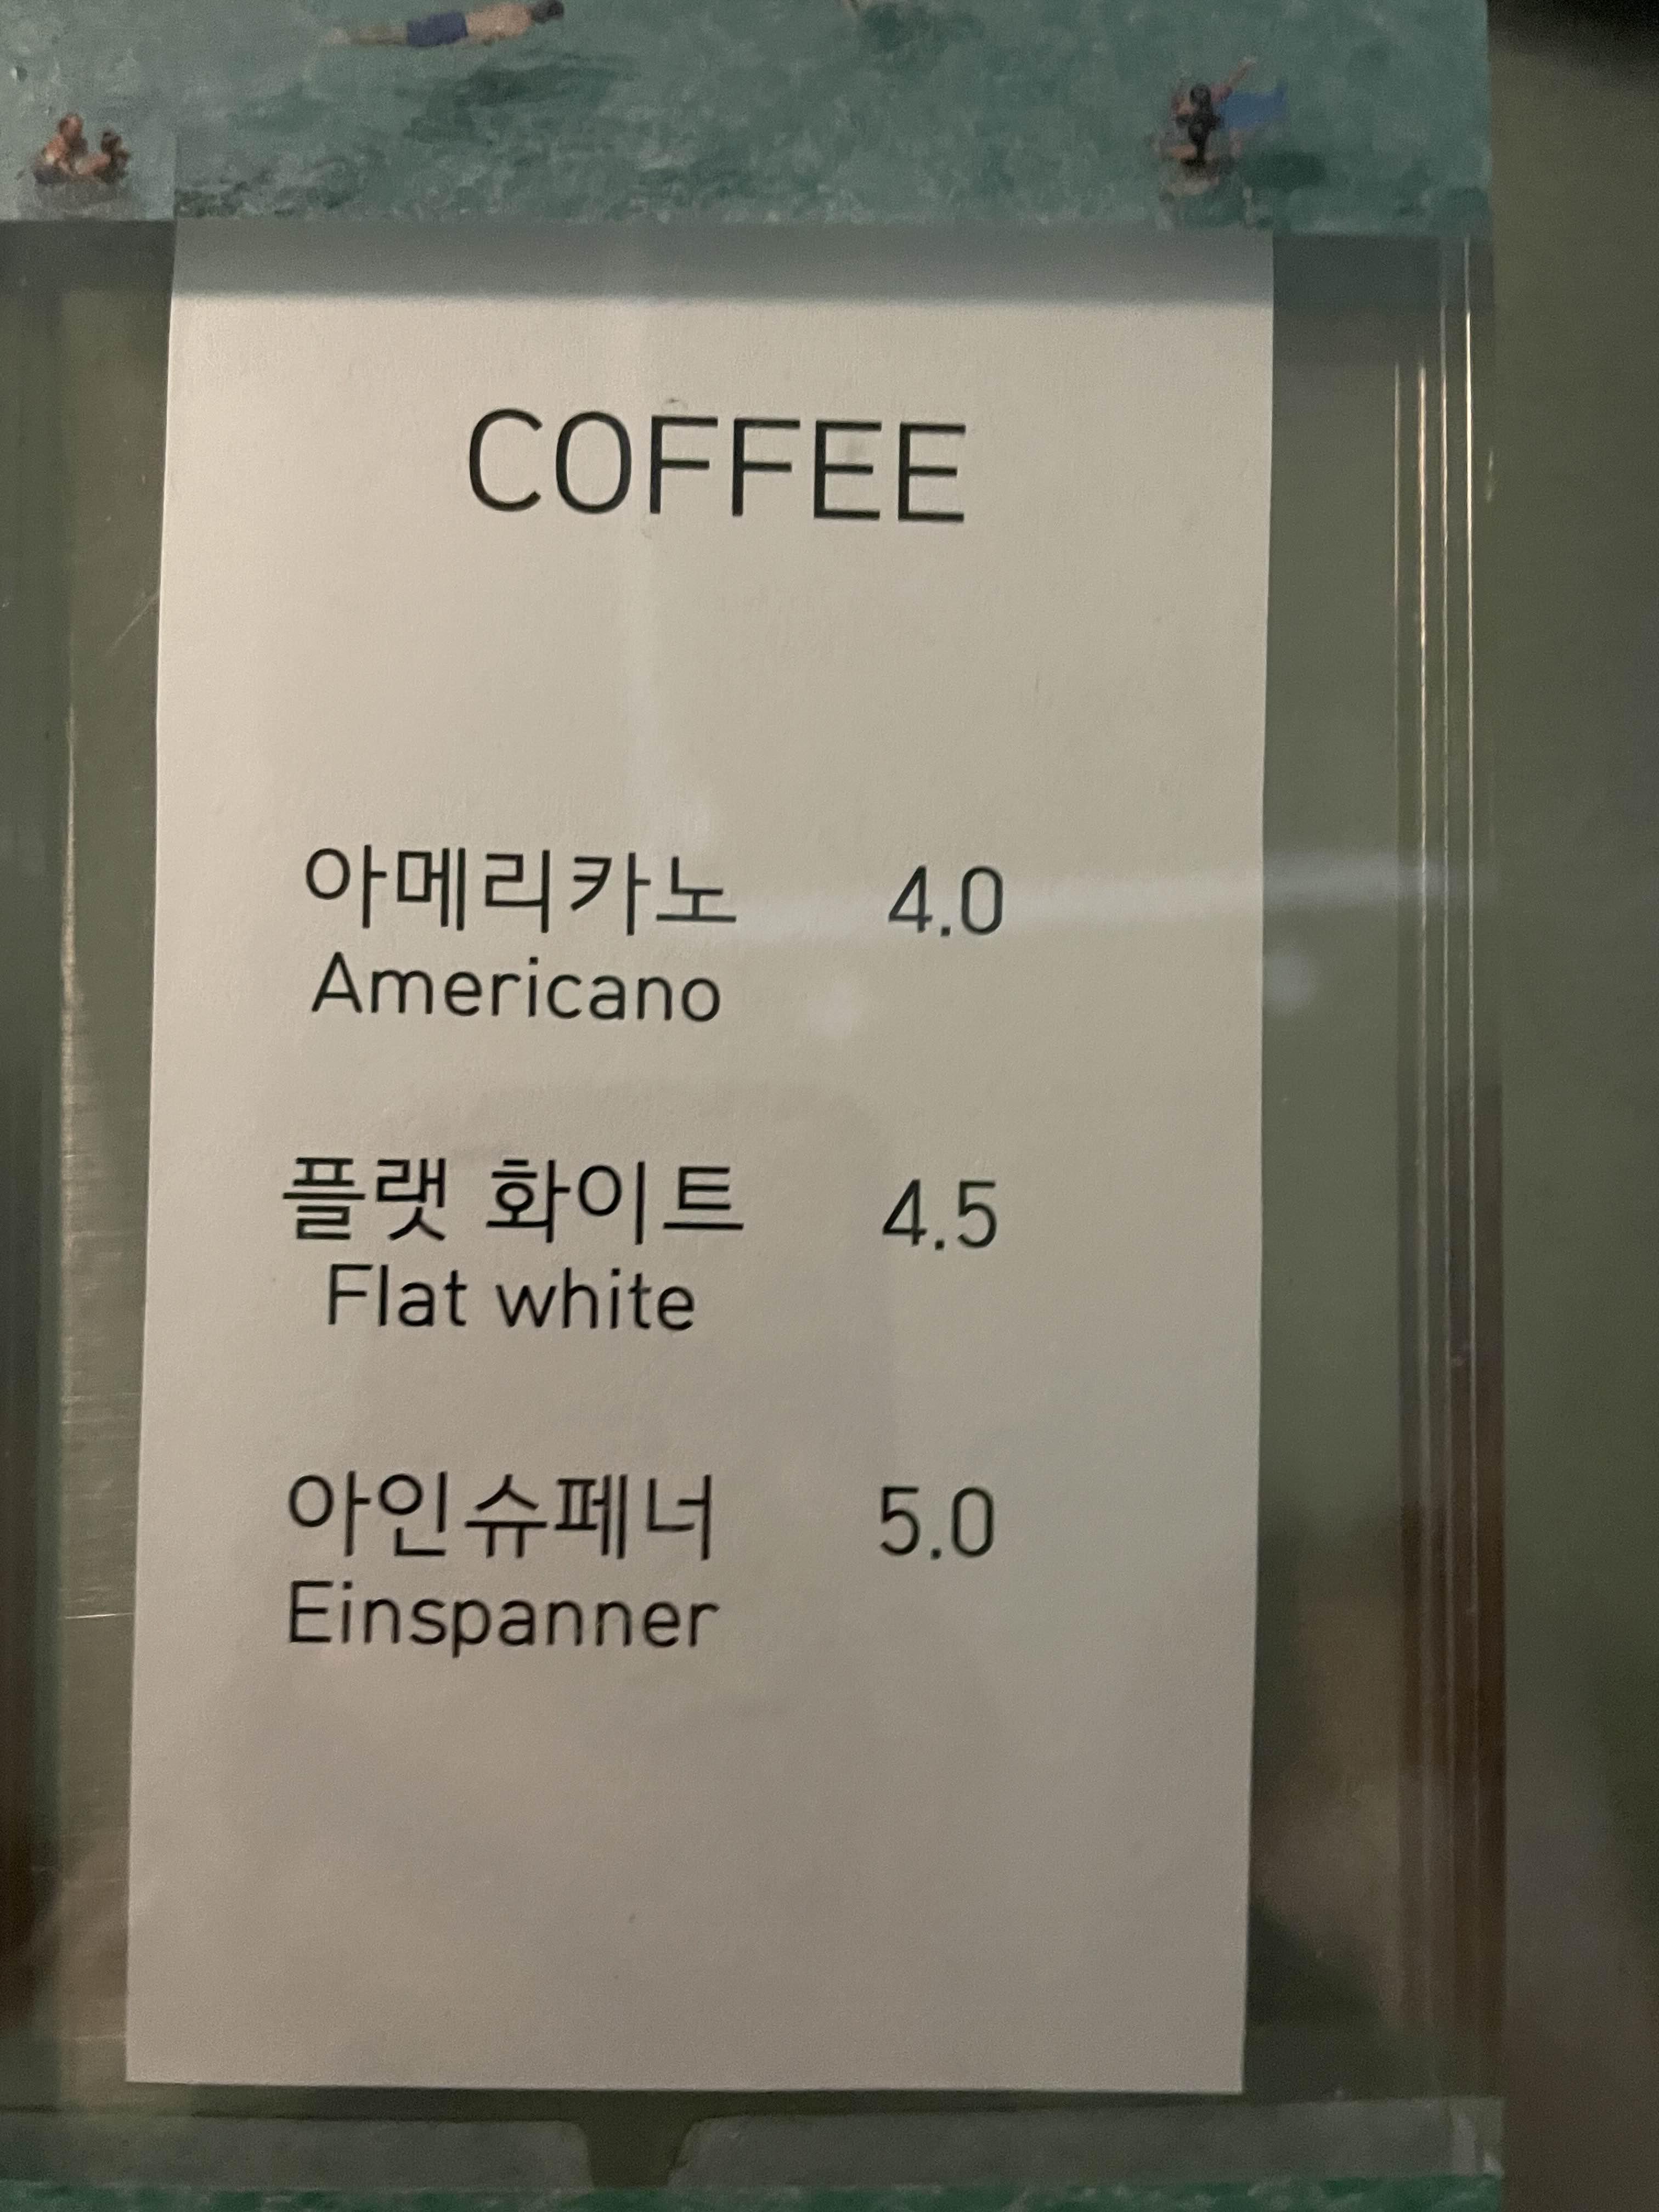 COFFEE
아메리카노 4.0
Americano
플랫 화이트 4.5
Flat white
아인슈페너 5.0
Einspanner